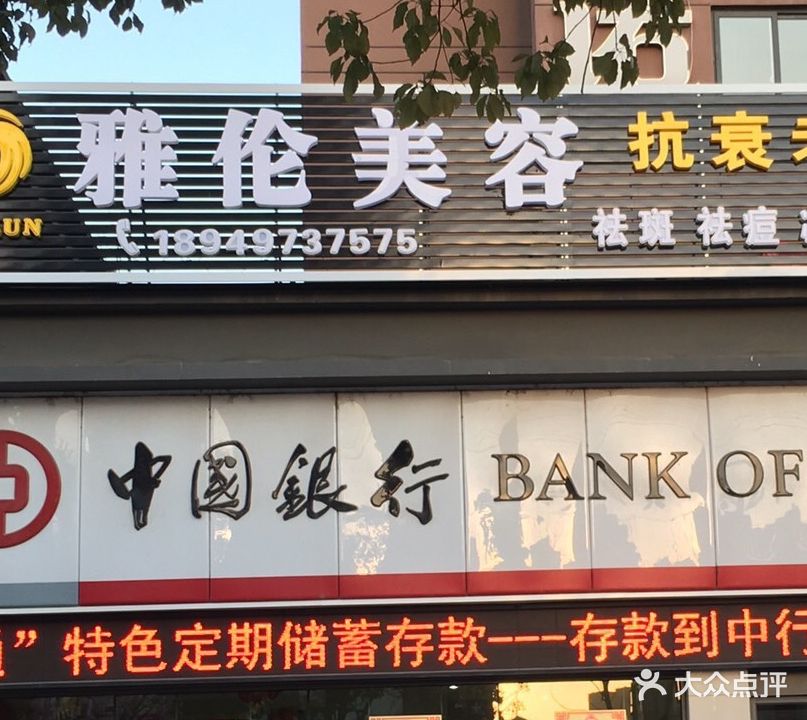 雅伦美容 抗衰
UN
18949737575
祛斑 祛痘
中國銀行 BANK OF
”特色定期储蓄存款---存款到中行
大众点评